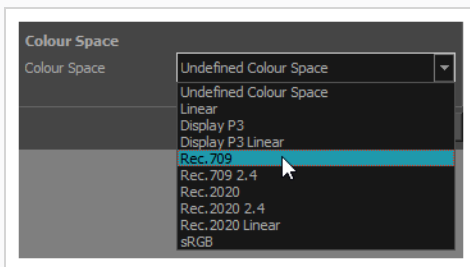 Colour Space
Colour Space Undefined Colour Space
Undefined Colour Space
Linear
Display P3
Display P3 Linear
Rec.709
Rec.709 2.4
Rec.2020
Rec.2020 2.4
Rec.2020 Linear
sRGB